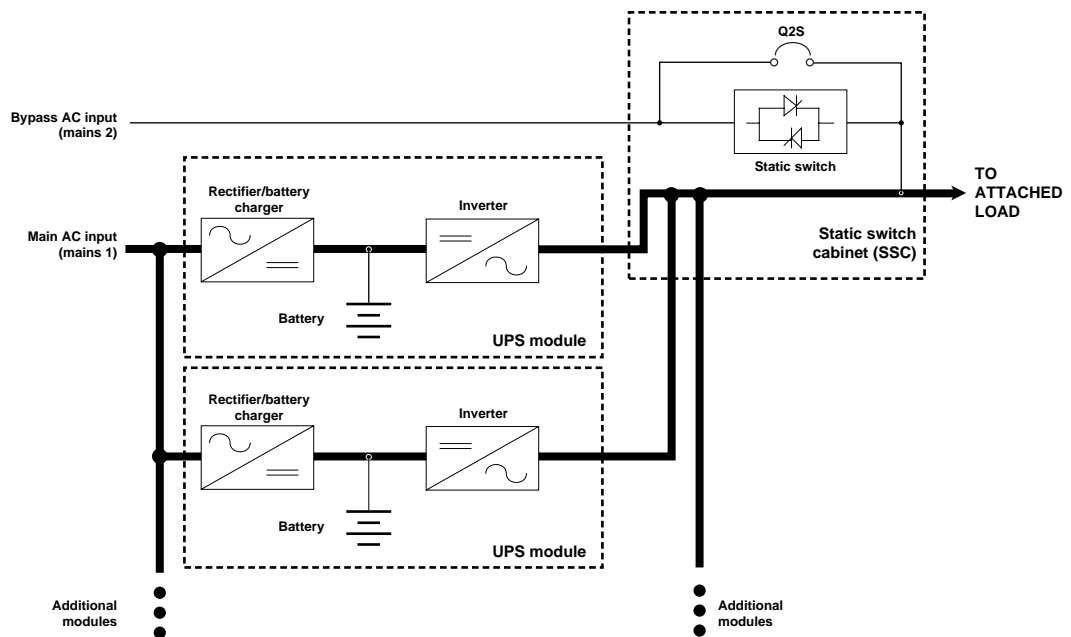 Q2S
Bypass AC input
(mains 2)
Static switch
TO
ATTACHED
LOAD
Rectifier/battery
charger
Inverter
Main AC input
(mains 1)
Static switch
cabinet (SSC)
Battery
UPS module
Rectifier/battery
charger
Inverter
Battery
UPS module
Additional
modules
Additional
modules